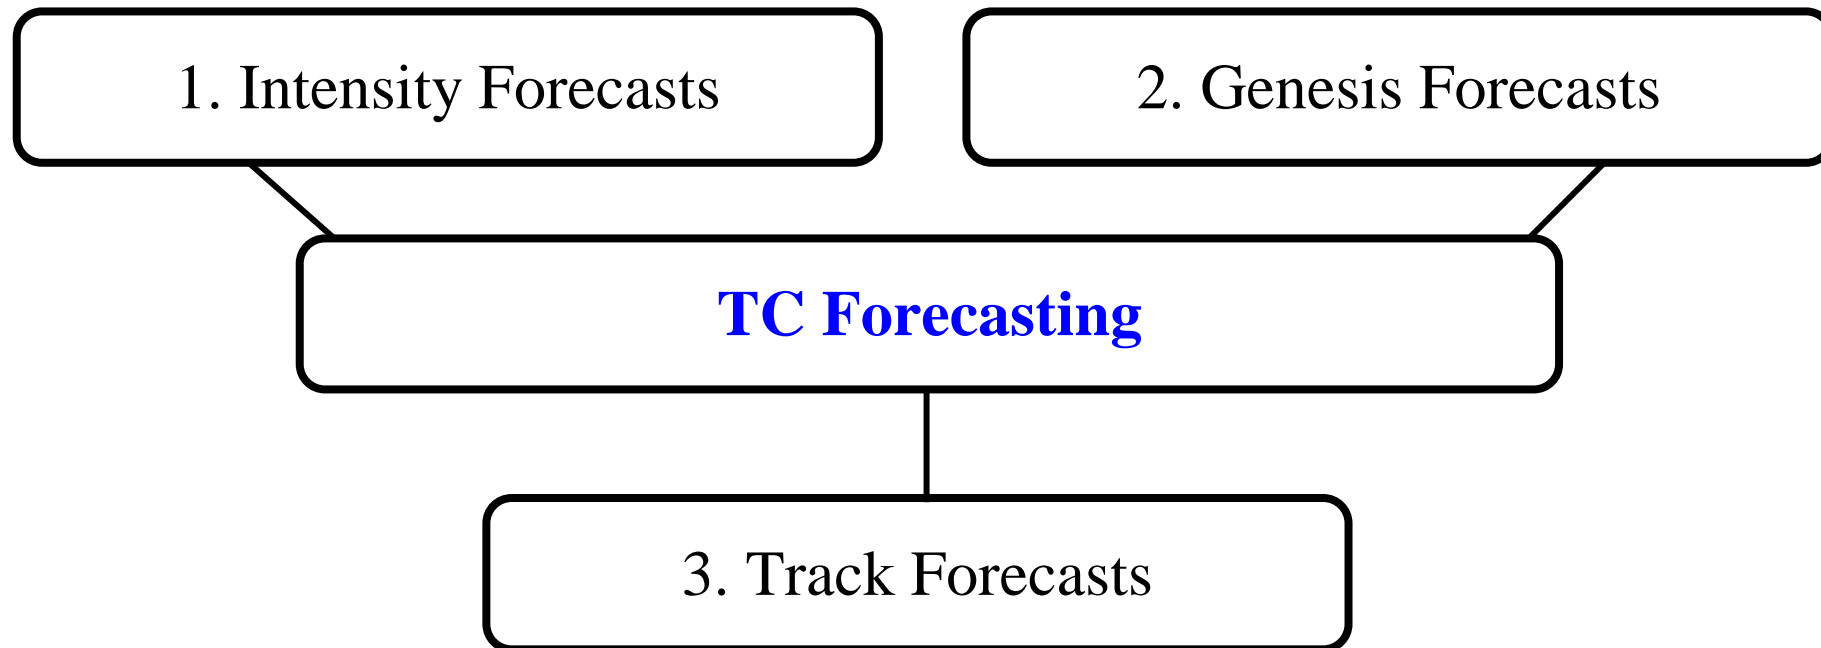 1. Intensity Forecasts
2. Genesis Forecasts
TC Forecasting
3. Track Forecasts